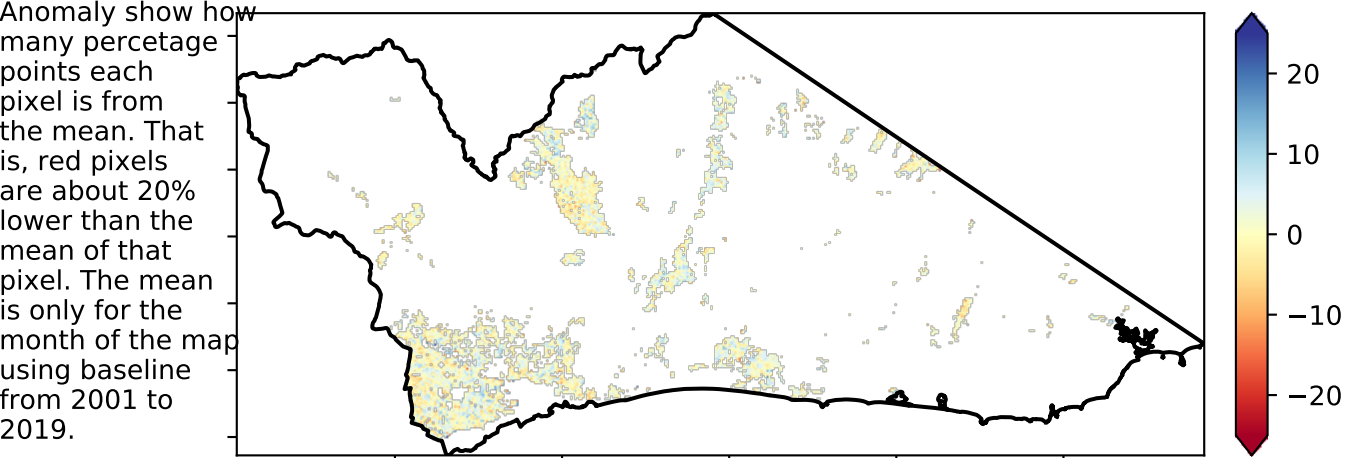 Anomaly show how
many percetage
points each
pixel is from
the mean. That
is, red pixels
are about 20%
lower than the
mean of that
pixel. The mean
is only for the
month of the map
using baseline
from 2001 to
2019.
20
10
0
−10
−20